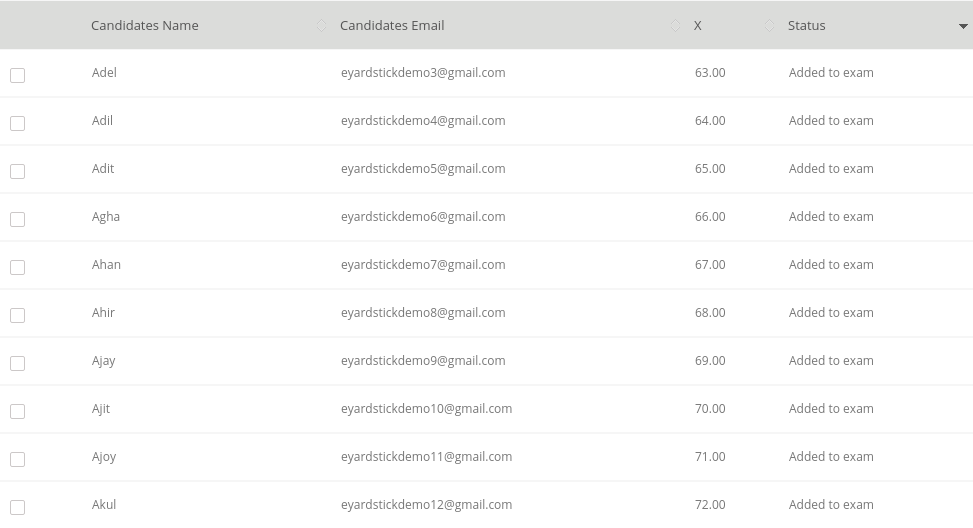 Candidates Name Candidates Email X Status
Adel eyardstickdemo3@gmail.com 63.00 Added to exam
Adil eyardstickdemo4@gmail.com 64.00 Added to exam
Adit eyardstickdemo5@gmail.com 65.00 Added to exam
Agha eyardstickdemo6@gmail.com 66.00 Added to exam
Ahan eyardstickdemo7@gmail.com 67.00 Added to exam
Ahir eyardstickdemo8@gmail.com 68.00 Added to exam
Ajay eyardstickdemo9@gmail.com 69.00 Added to exam
Ajit eyardstickdemo10@gmail.com 70.00 Added to exam
Ajoy eyardstickdemo11@gmail.com 71.00 Added to exam
Akul eyardstickdemo12@gmail.com 72.00 Added to exam